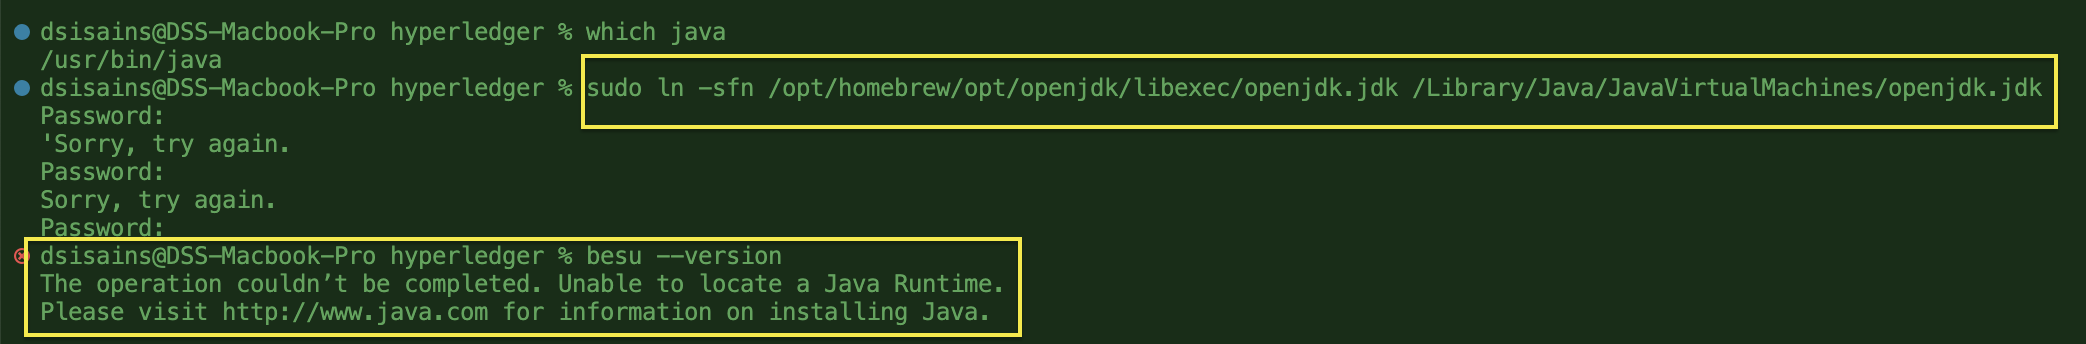 dsisains@DSS-Macbook-Pro hyperledger % which java
/usr/bin/java
dsisains@DSS-Macbook-Pro hyperledger % sudo ln -sfn /opt/homebrew/opt/openjdk/libexec/openjdk.jdk /Library/Java/JavaVirtualMachines/openjdk.jdk
Password:
'Sorry, try again.
Password:
Sorry, try again.
Password:
dsisains@DSS-Macbook-Pro hyperledger % besu --version
The operation couldn’t be completed. Unable to locate a Java Runtime.
Please visit http://www.java.com for information on installing Java.